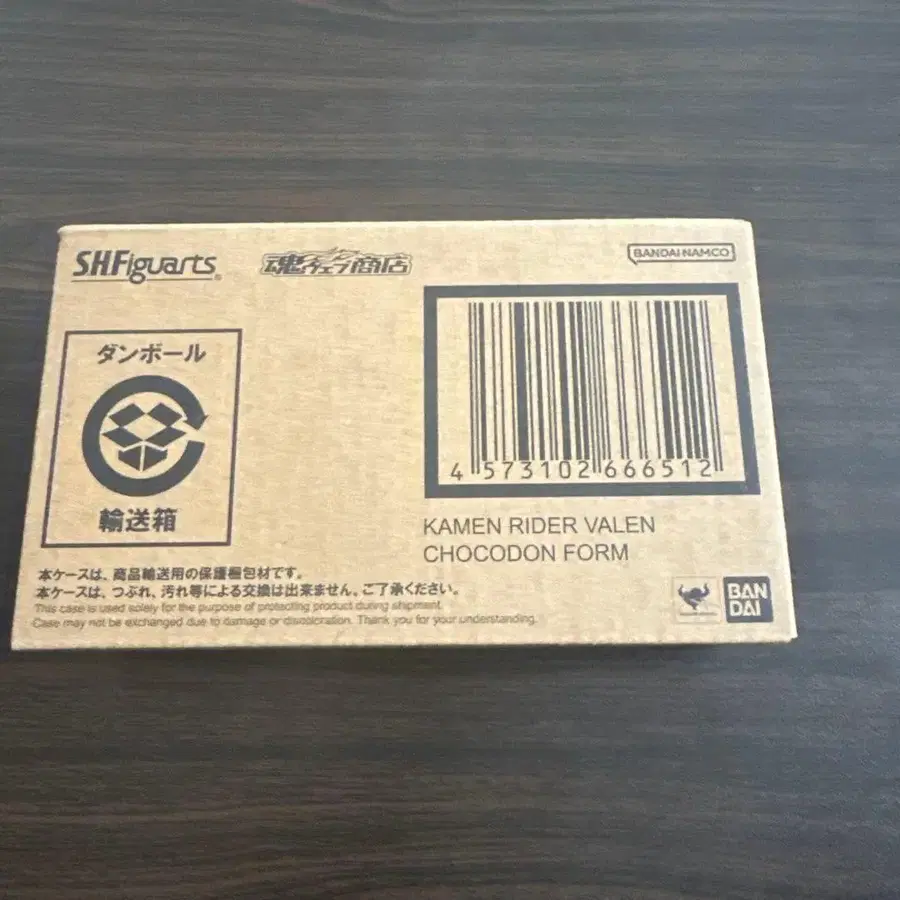 S.H.Figuarts
魂ウェブ商店
BANDAI NAMCO
ダンボール
輸送箱
4 573102 666512
KAMEN RIDER VALEN
CHOCODON FORM
本ケースは、商品輸送用の保護梱包材です。
本ケースは、つぶれ、汚れ等による交換は出来ません。ご了承ください。
This case is used solely for the purpose of protecting product during shipment.
Case may not be exchanged due to damage or discoloration. Thank you for your understanding.
BAN
DAI